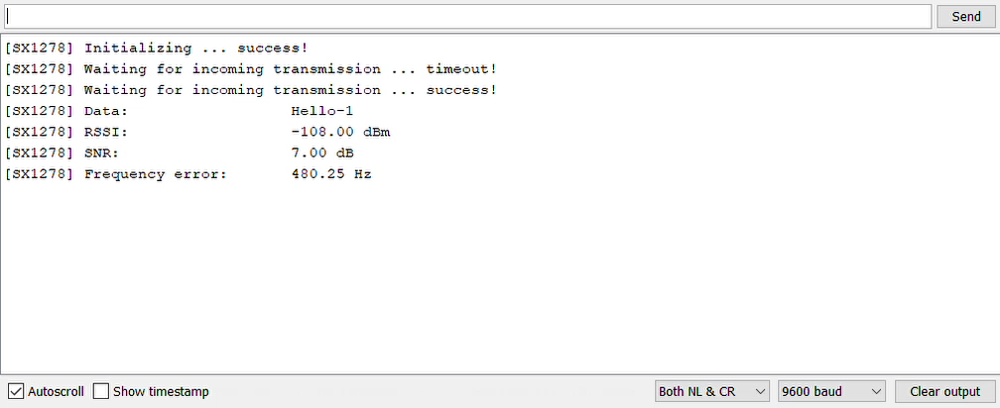 Send
[SX1278] Initializing ... success!
[SX1278] Waiting for incoming transmission ... timeout!
[SX1278] Waiting for incoming transmission ... success!
[SX1278] Data: Hello-1
[SX1278] RSSI: -108.00 dBm
[SX1278] SNR: 7.00 dB
[SX1278] Frequency error: 480.25 Hz
Autoscroll Show timestamp Both NL & CR 9600 baud Clear output